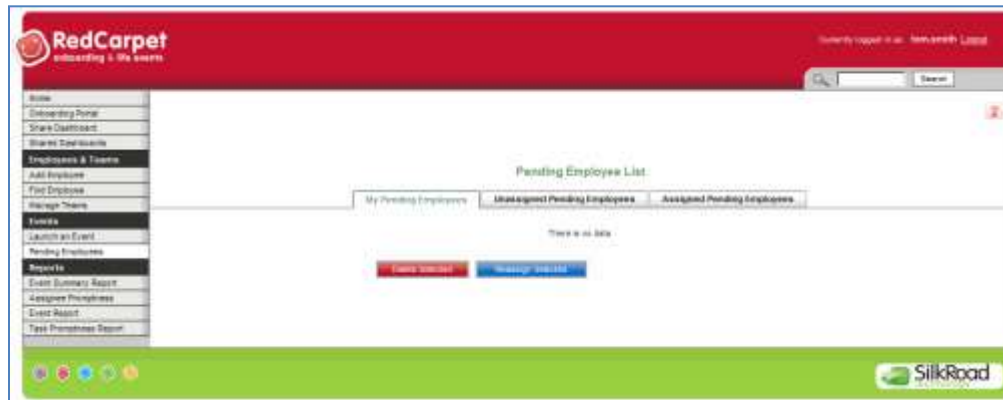 RedCarpet
onboarding & life events
Currently logged in as: tom.smith Logout
Search
Home
Onboarding Portal
Share Dashboard
Shared Dashboards
Employees & Teams
Add Employee
Find Employee
Manage Teams
Events
Launch an Event
Pending Employees
Reports
Event Summary Report
Assignee Promptness
Event Report
Task Promptness Report
Pending Employee List
My Pending Employees
Unassigned Pending Employees
Assigned Pending Employees
There is no data
Delete Selected
Reassign Selected
SilkRoad